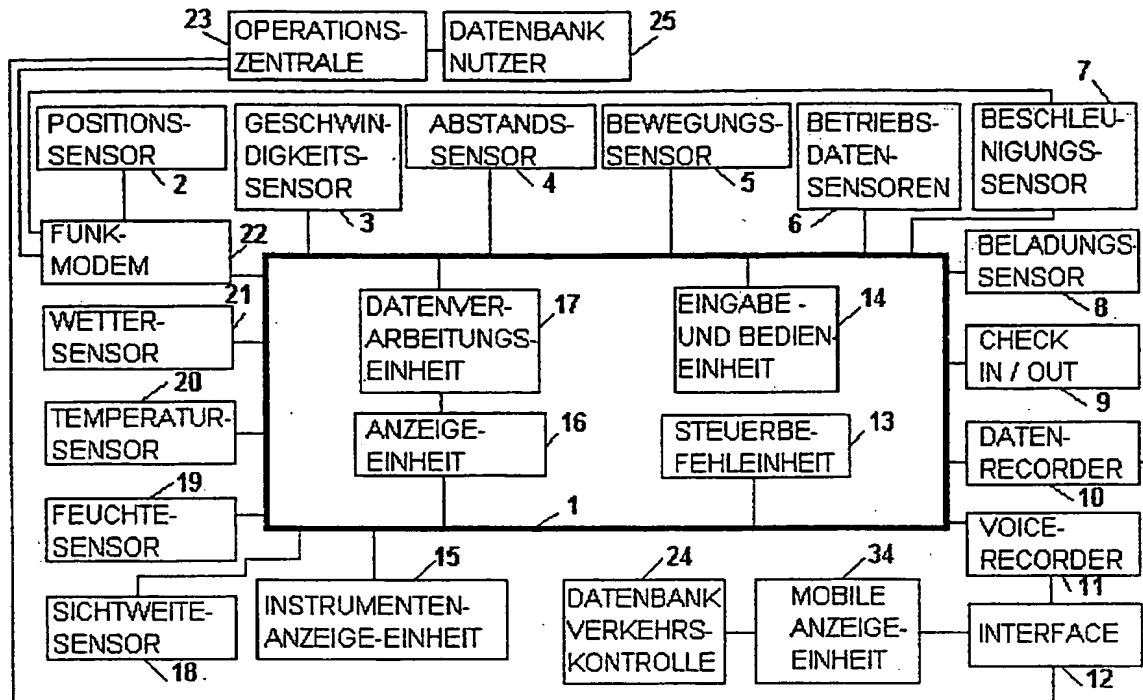 23
OPERATIONS-
ZENTRALE
DATENBANK
NUTZER
25
7
POSITIONS-
SENSOR
2
GESCHWIN-
DIGKEITS-
SENSOR
3
ABSTANDS-
SENSOR
4
BEWEGUNGS-
SENSOR
5
BETRIEBS-
DATEN-
SENSOREN
6
BESCHLEU-
NIGUNGS-
SENSOR
FUNK-
MODEM
22
BELADUNGS-
SENSOR
8
21
WETTER-
SENSOR
DATENVER-
ARBEITUNGS-
EINHEIT
17
EINGABE -
- UND BEDIEN-
EINHEIT
14
CHECK
IN / OUT
9
20
TEMPERATUR-
SENSOR
ANZEIGE-
EINHEIT
16
STEUERBE-
FEHLEINHEIT
13
DATEN-
RECORDER
10
19
FEUCHTE-
SENSOR
1
VOICE-
RECORDER
11
15
24
34
SICHTWEITE-
SENSOR
18
INSTRUMENTEN-
ANZEIGE-EINHEIT
DATENBANK
VERKEHRS-
KONTROLLE
MOBILE
ANZEIGE-
EINHEIT
INTERFACE
12